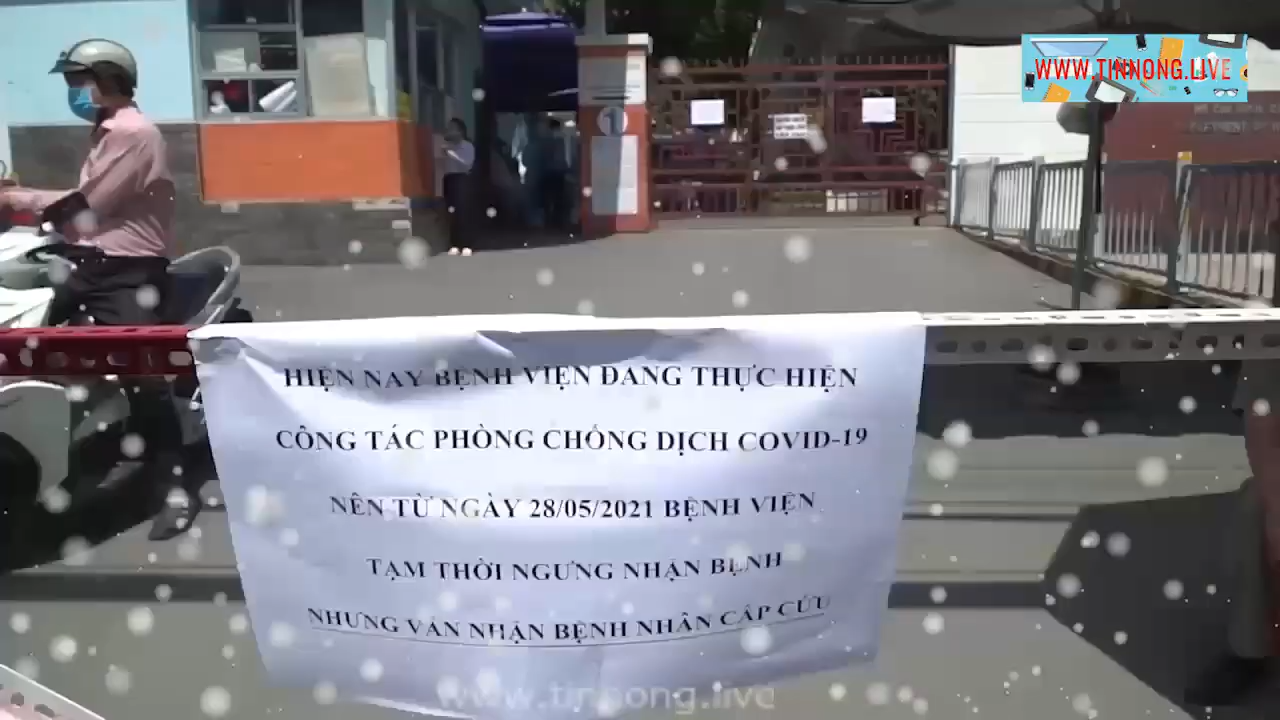 WWW.TINNONG.LIVE
1
HIỆN NAY BỆNH VIỆN ĐANG THỰC HIỆN
CÔNG TÁC PHÒNG CHỐNG DỊCH COVID-19
NÊN TỪ NGÀY 28/05/2021 BỆNH VIỆN
TẠM THỜI NGƯNG NHẬN BỆNH
NHƯNG VẪN NHẬN BỆNH NHÂN CẤP CỨU
www.tinnong.live